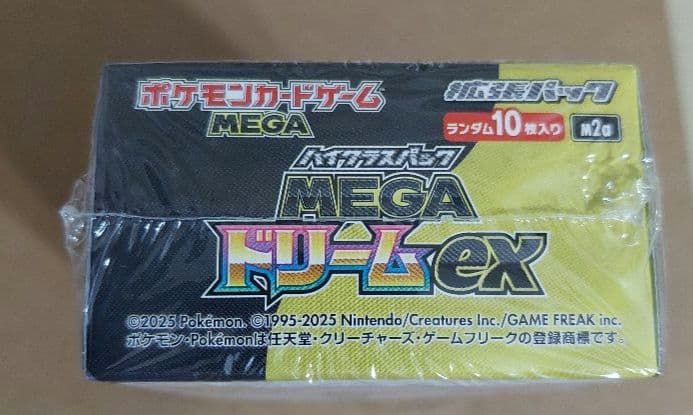 ポケモンカードゲーム
MEGA
拡張パック
ランダム10枚入り
m2a
ハイクラスパック
MEGA
ドリームex
©2025 Pokémon. ©1995-2025 Nintendo/Creatures Inc./GAME FREAK inc.
ポケモン・Pokémonは任天堂・クリーチャーズ・ゲームフリークの登録商標です。